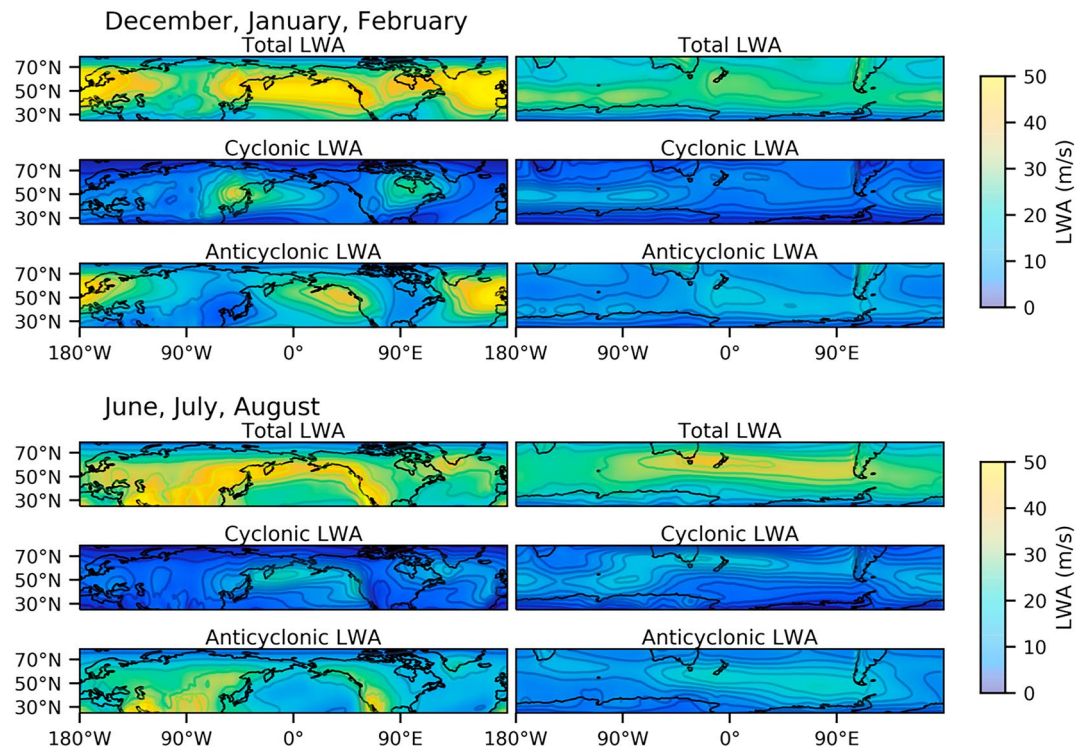 December, January, February
Total LWA
Total LWA
70°N
50°N
30°N
Cyclonic LWA
Cyclonic LWA
70°N
50°N
30°N
Anticyclonic LWA
Anticyclonic LWA
70°N
50°N
30°N
180°W 90°W 0° 90°E 180°W 90°W 0° 90°E
50
40
30
20
10
0
LWA (m/s)
June, July, August
Total LWA
Total LWA
70°N
50°N
30°N
Cyclonic LWA
Cyclonic LWA
70°N
50°N
30°N
Anticyclonic LWA
Anticyclonic LWA
70°N
50°N
30°N
180°W 90°W 0° 90°E 180°W 90°W 0° 90°E
50
40
30
20
10
0
LWA (m/s)